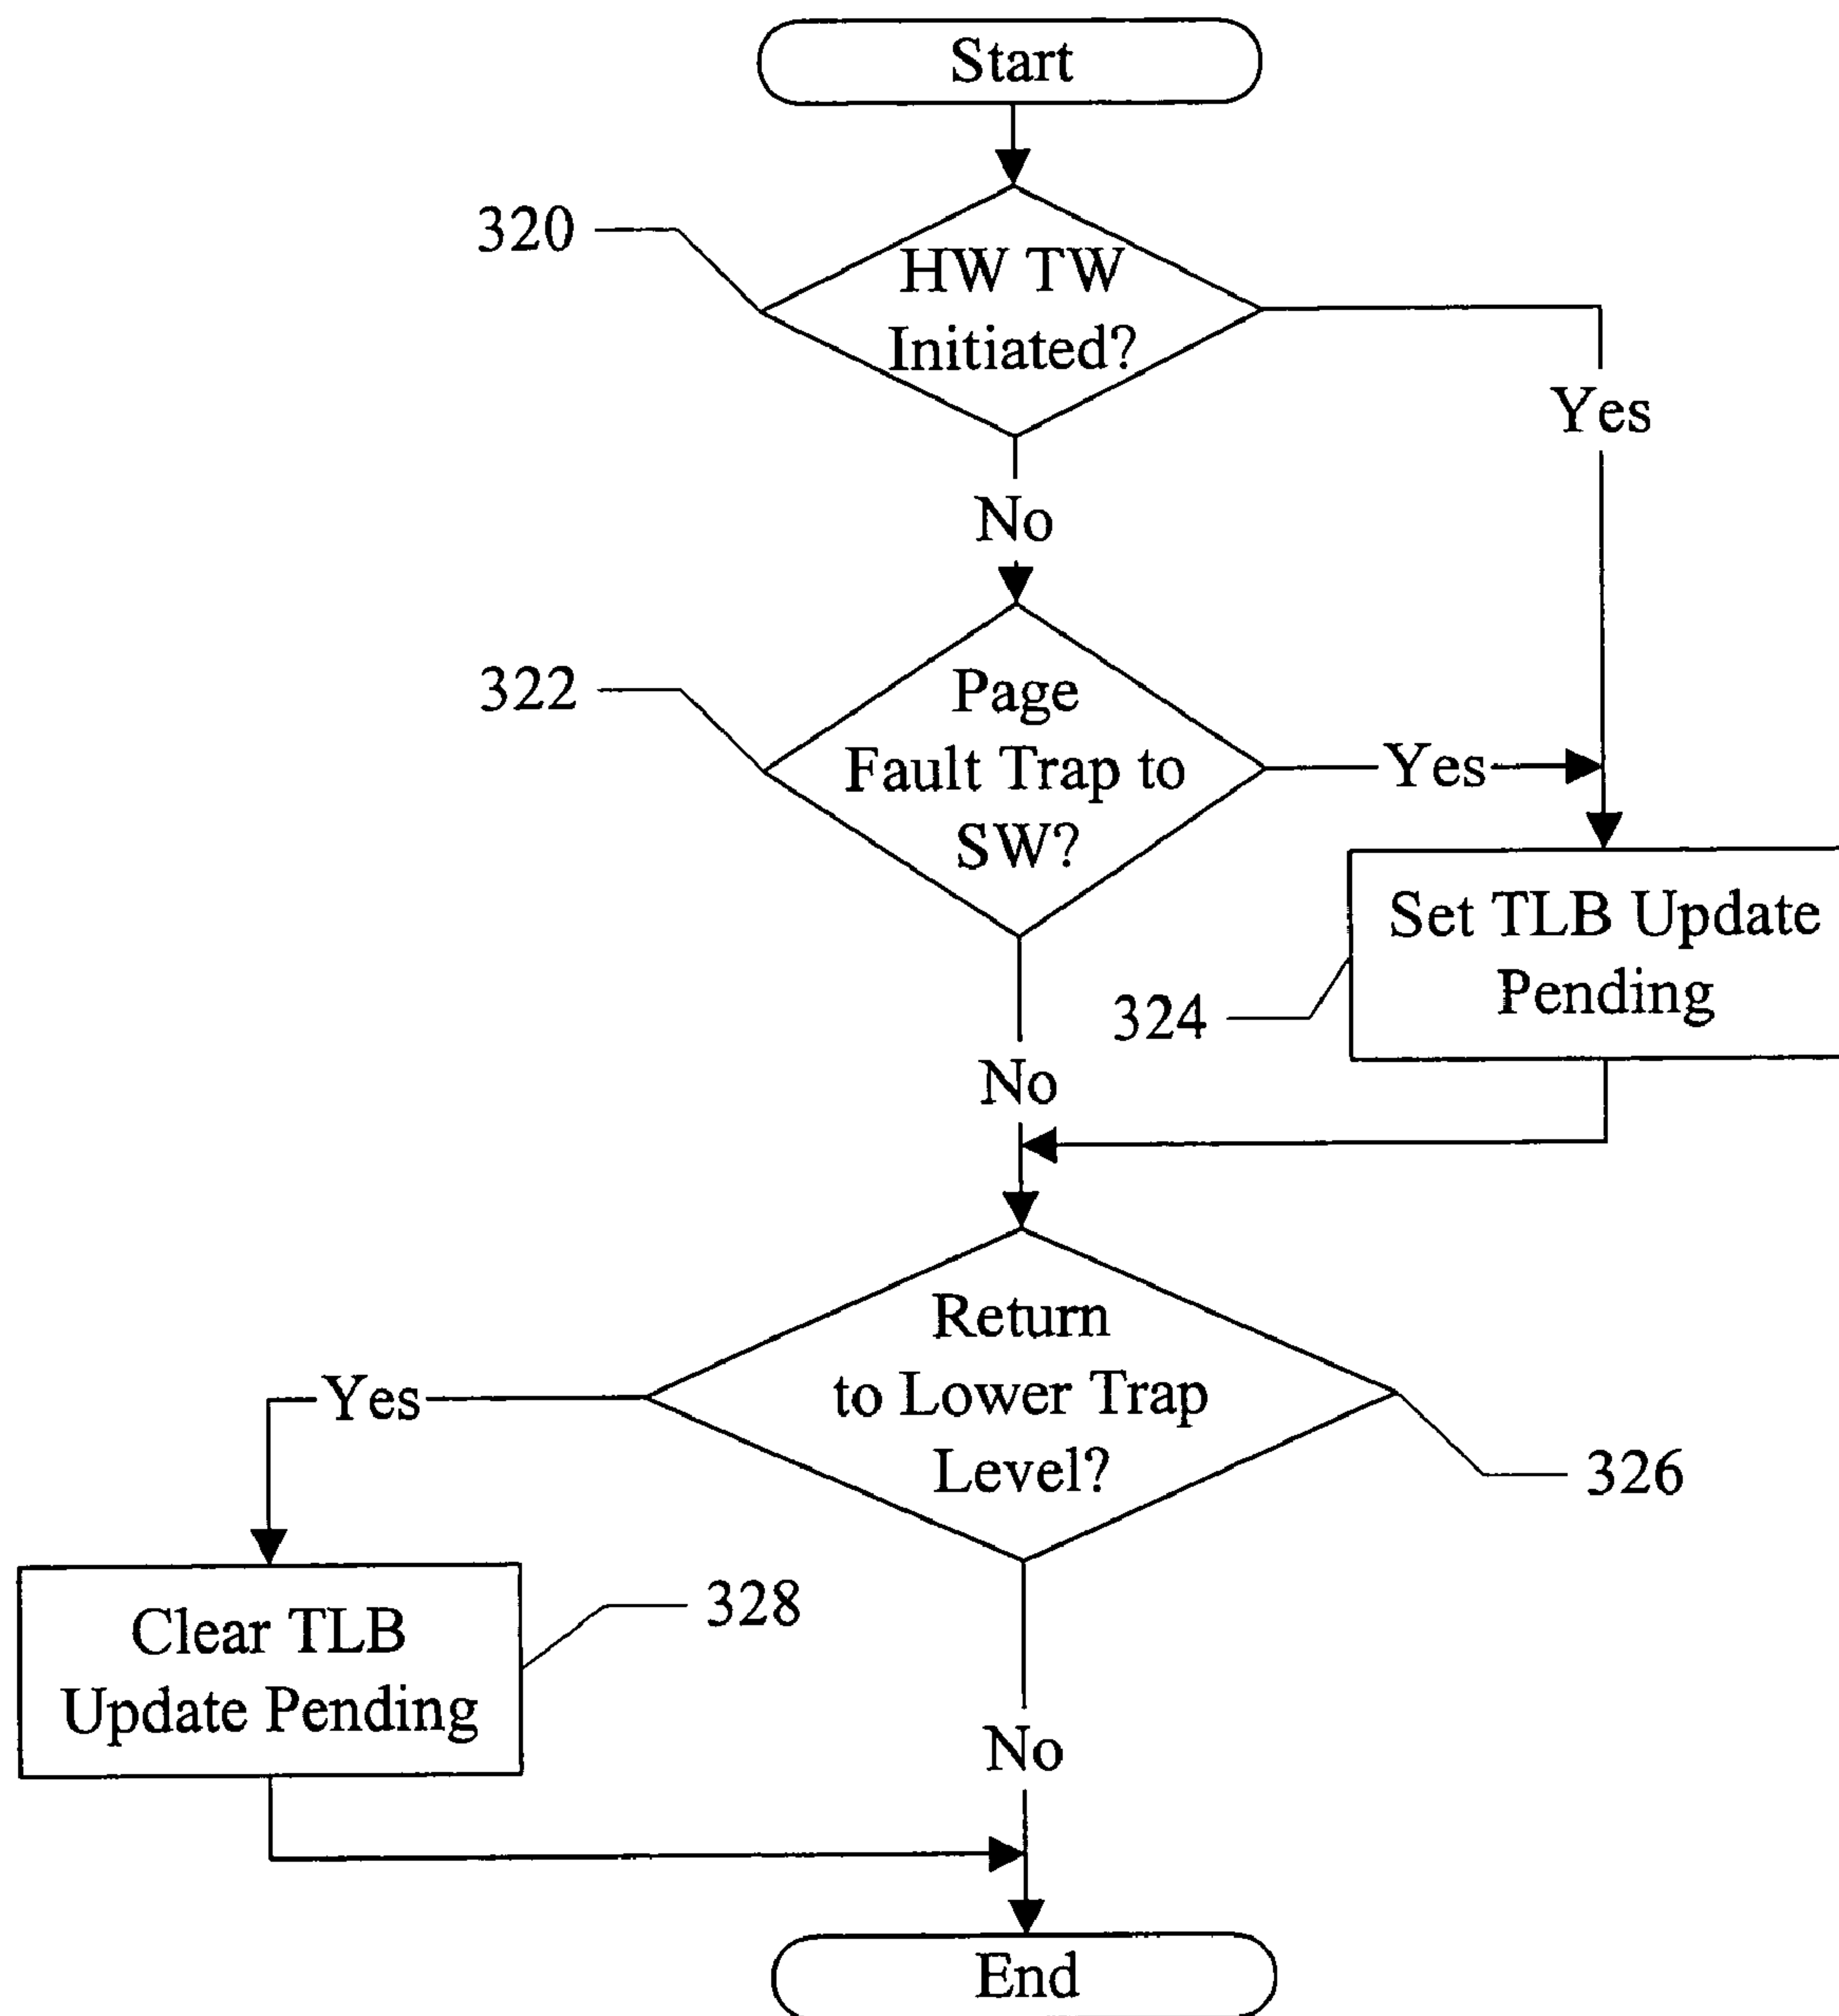 Start
320
HW TW
Initiated?
Yes
No
322
Page
Fault Trap to
SW?
Yes
Set TLB Update
Pending
324
No
Return
to Lower Trap
Level?
Yes
326
328
Clear TLB
Update Pending
No
End